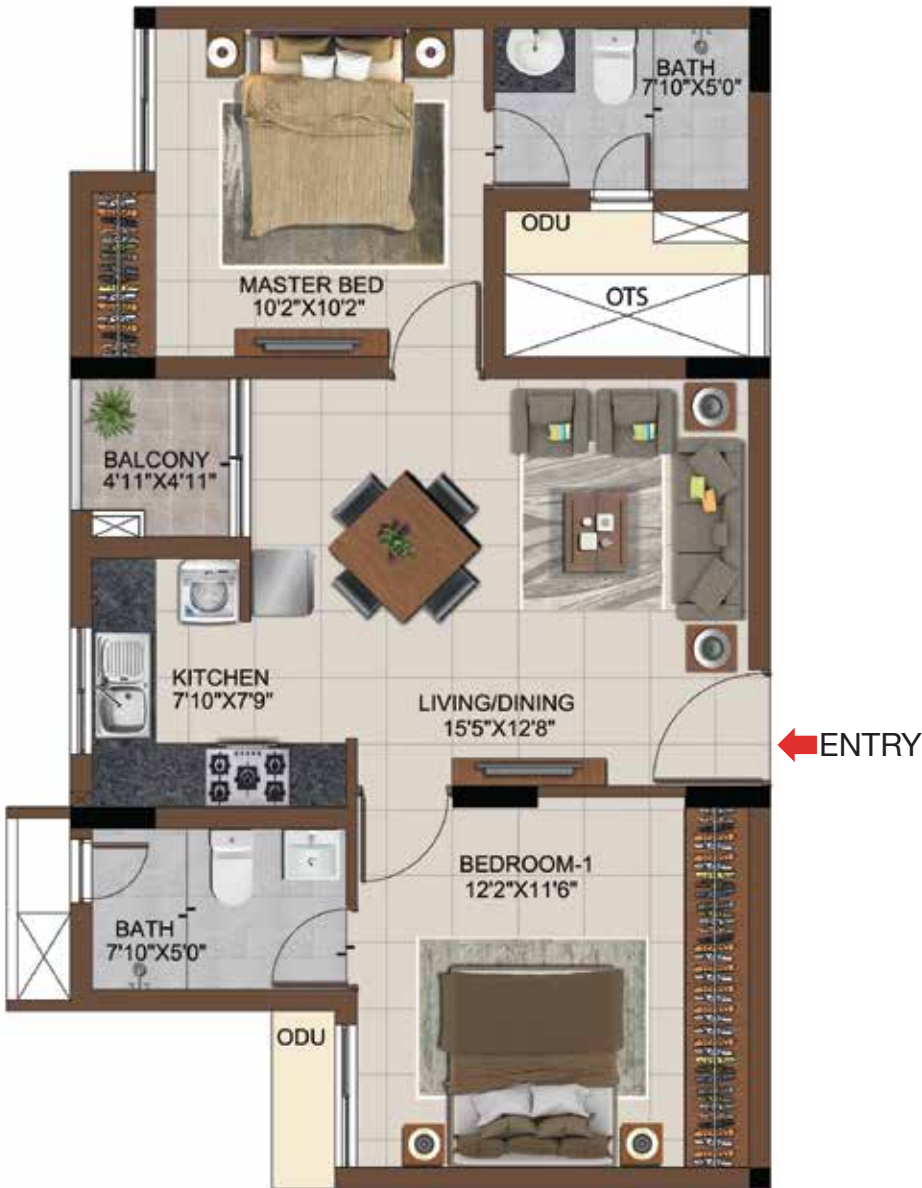 BATH
7'10"X5'0"
ODU
OTS
MASTER BED
10'2"X10'2"
BALCONY
4'11"X4'11"
KITCHEN
7'10"X7'9"
LIVING/DINING
15'5"X12'8"
ENTRY
BEDROOM-1
12'2"X11'6"
BATH
7'10"X5'0"
ODU